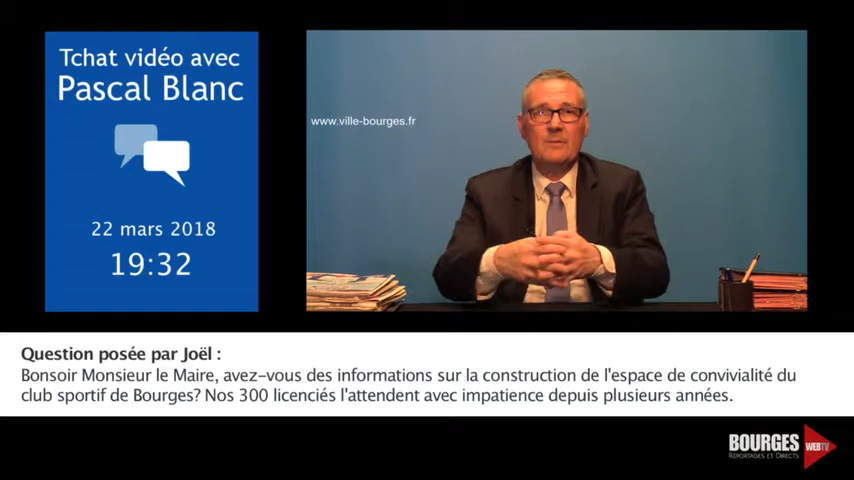 Tchat vidéo avec
Pascal Blanc
22 mars 2018
19:32
www.ville-bourges.fr
Question posée par Joël :
Bonsoir Monsieur le Maire, avez-vous des informations sur la construction de l'espace de convivialité du
club sportif de Bourges? Nos 300 licenciés l'attendent avec impatience depuis plusieurs années.
BOURGES
WEBTV
REPORTAGES ET DIRECTS